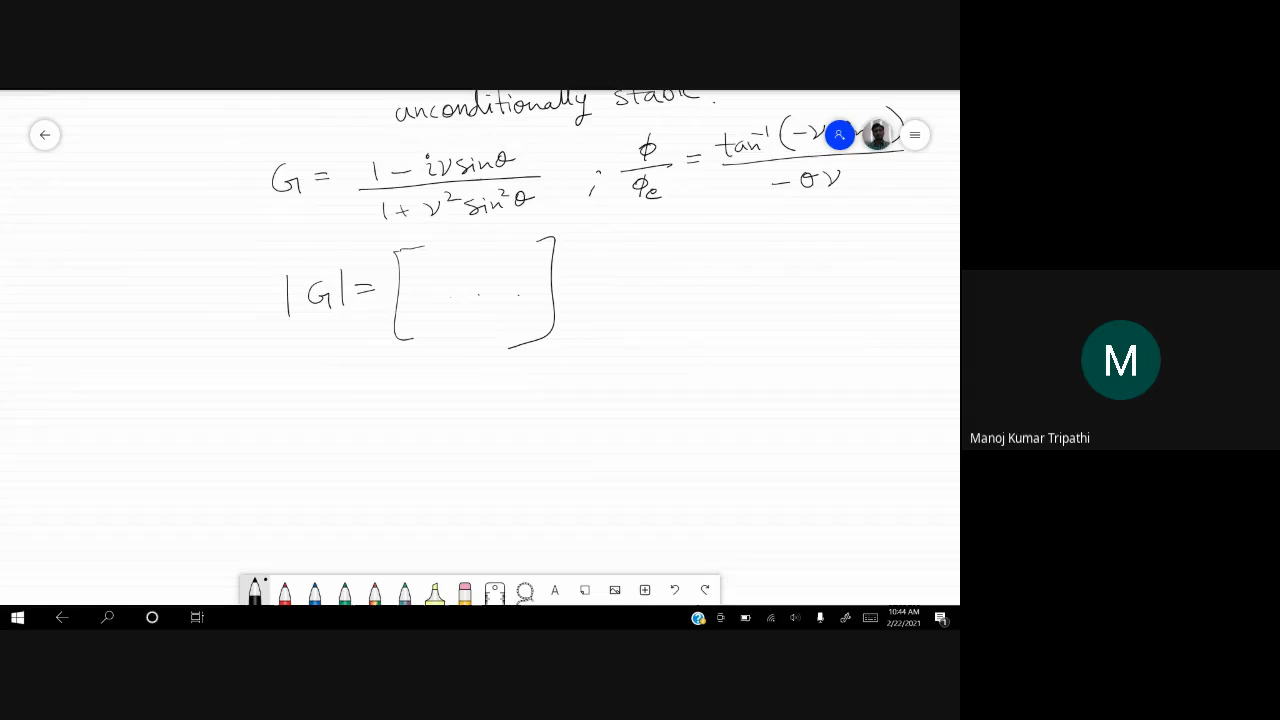 unconditionally stable.
G = 1 - iν sinθ / 1 + ν² sin²θ ; ϕ / ϕe = tan⁻¹ (-ν ) / - θν
|G| = [ . . . ]
M
Manoj Kumar Tripathi
A
10:44 AM
2/22/2021